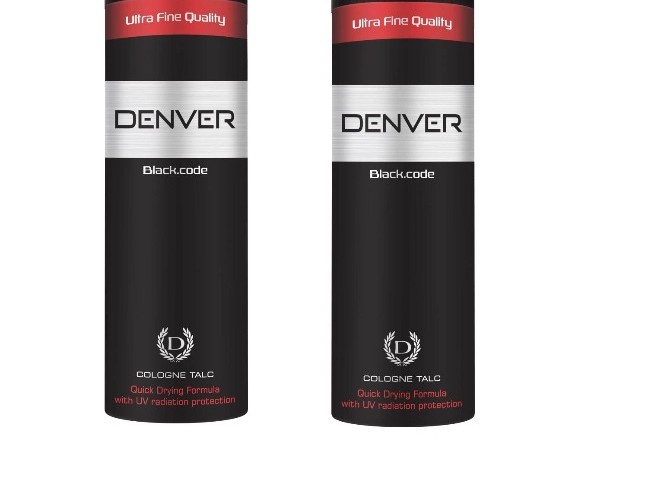 Ultra Fine Quality
DENVER
Black.code
D
COLOGNE TALC
Quick Drying Formula
with UV radiation protection
Ultra Fine Quality
DENVER
Black.code
D
COLOGNE TALC
Quick Drying Formula
with UV radiation protection